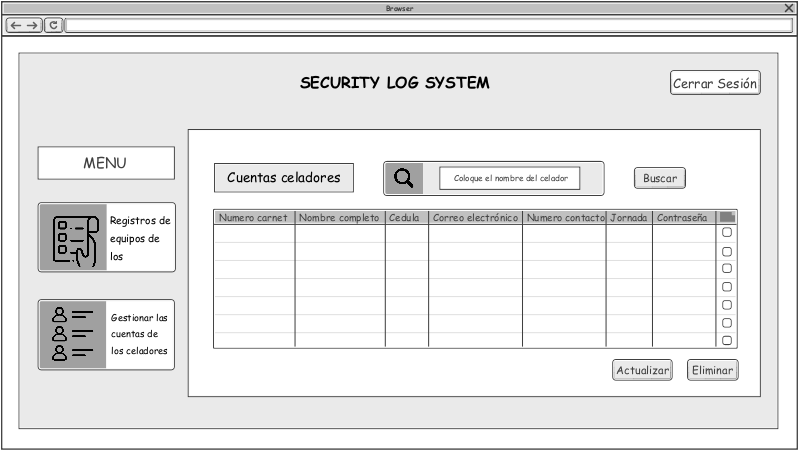 Browser
SECURITY LOG SYSTEM
Cerrar Sesión
MENU
Registros de
equipos de
los
Gestionar las
cuentas de
los celadores
Cuentas celadores
Coloque el nombre del celador
Buscar
Numero carnet Nombre completo Cedula Correo electrónico Numero contacto Jornada Contraseña
Actualizar Eliminar